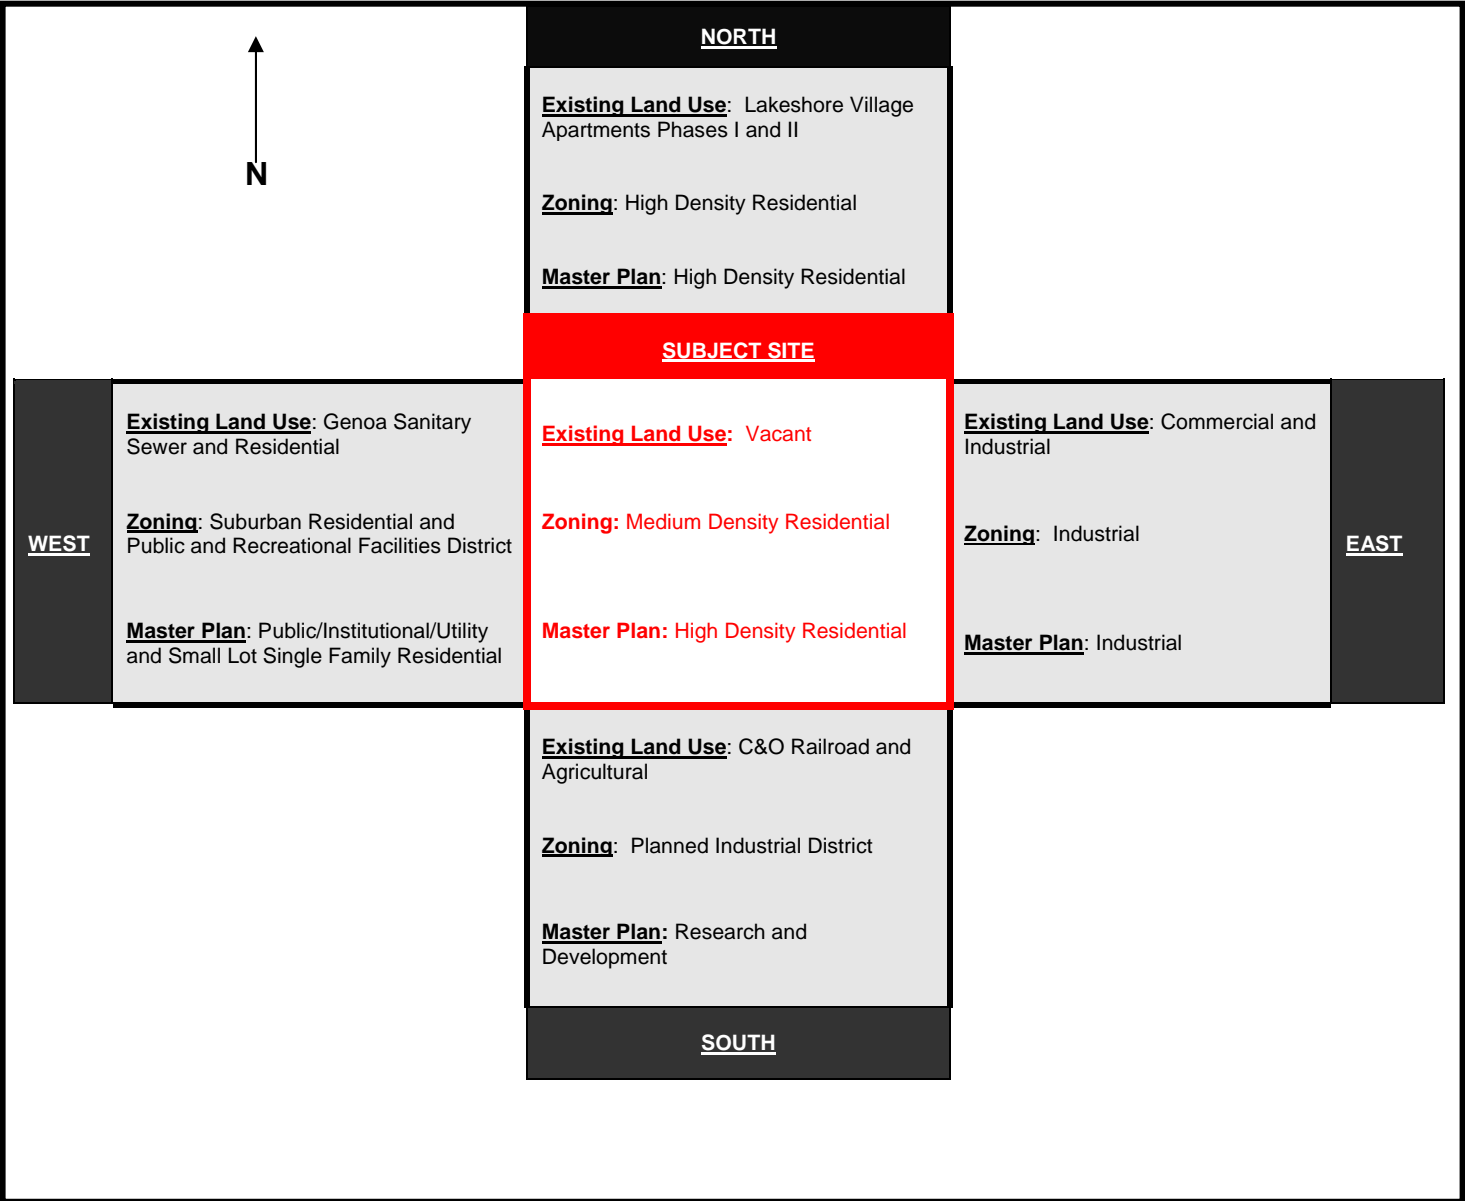 NORTH
N
Existing Land Use: Lakeshore Village
Apartments Phases I and II
Zoning: High Density Residential
Master Plan: High Density Residential
SUBJECT SITE
WEST
Existing Land Use: Genoa Sanitary
Sewer and Residential
Zoning: Suburban Residential and
Public and Recreational Facilities District
Master Plan: Public/Institutional/Utility
and Small Lot Single Family Residential
Existing Land Use: Vacant
Zoning: Medium Density Residential
Master Plan: High Density Residential
Existing Land Use: Commercial and
Industrial
Zoning: Industrial
Master Plan: Industrial
EAST
Existing Land Use: C&O Railroad and
Agricultural
Zoning: Planned Industrial District
Master Plan: Research and
Development
SOUTH